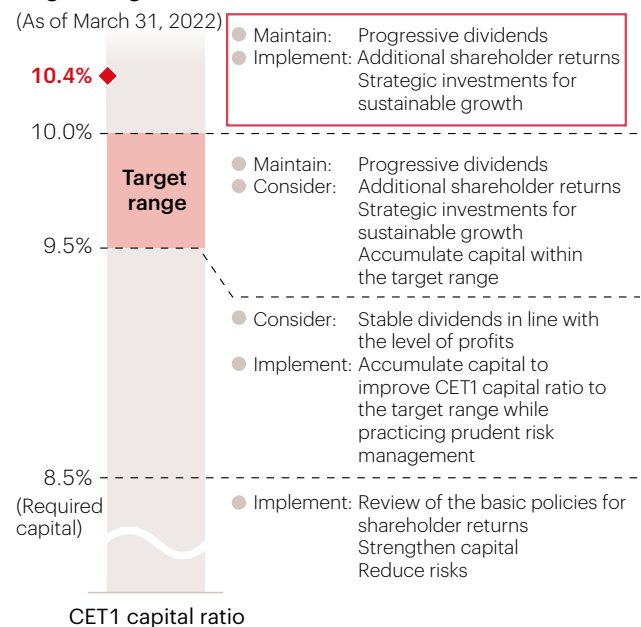 (As of March 31, 2022)
10.4%
Maintain: Progressive dividends
Implement: Additional shareholder returns
Strategic investments for
sustainable growth
10.0%
Target
range
Maintain: Progressive dividends
Consider: Additional shareholder returns
Strategic investments for
sustainable growth
Accumulate capital within
the target range
9.5%
Consider: Stable dividends in line with
the level of profits
Implement: Accumulate capital to
improve CET1 capital ratio to
the target range while
practicing prudent risk
management
8.5%
(Required
capital)
Implement: Review of the basic policies for
shareholder returns
Strengthen capital
Reduce risks
CET1 capital ratio